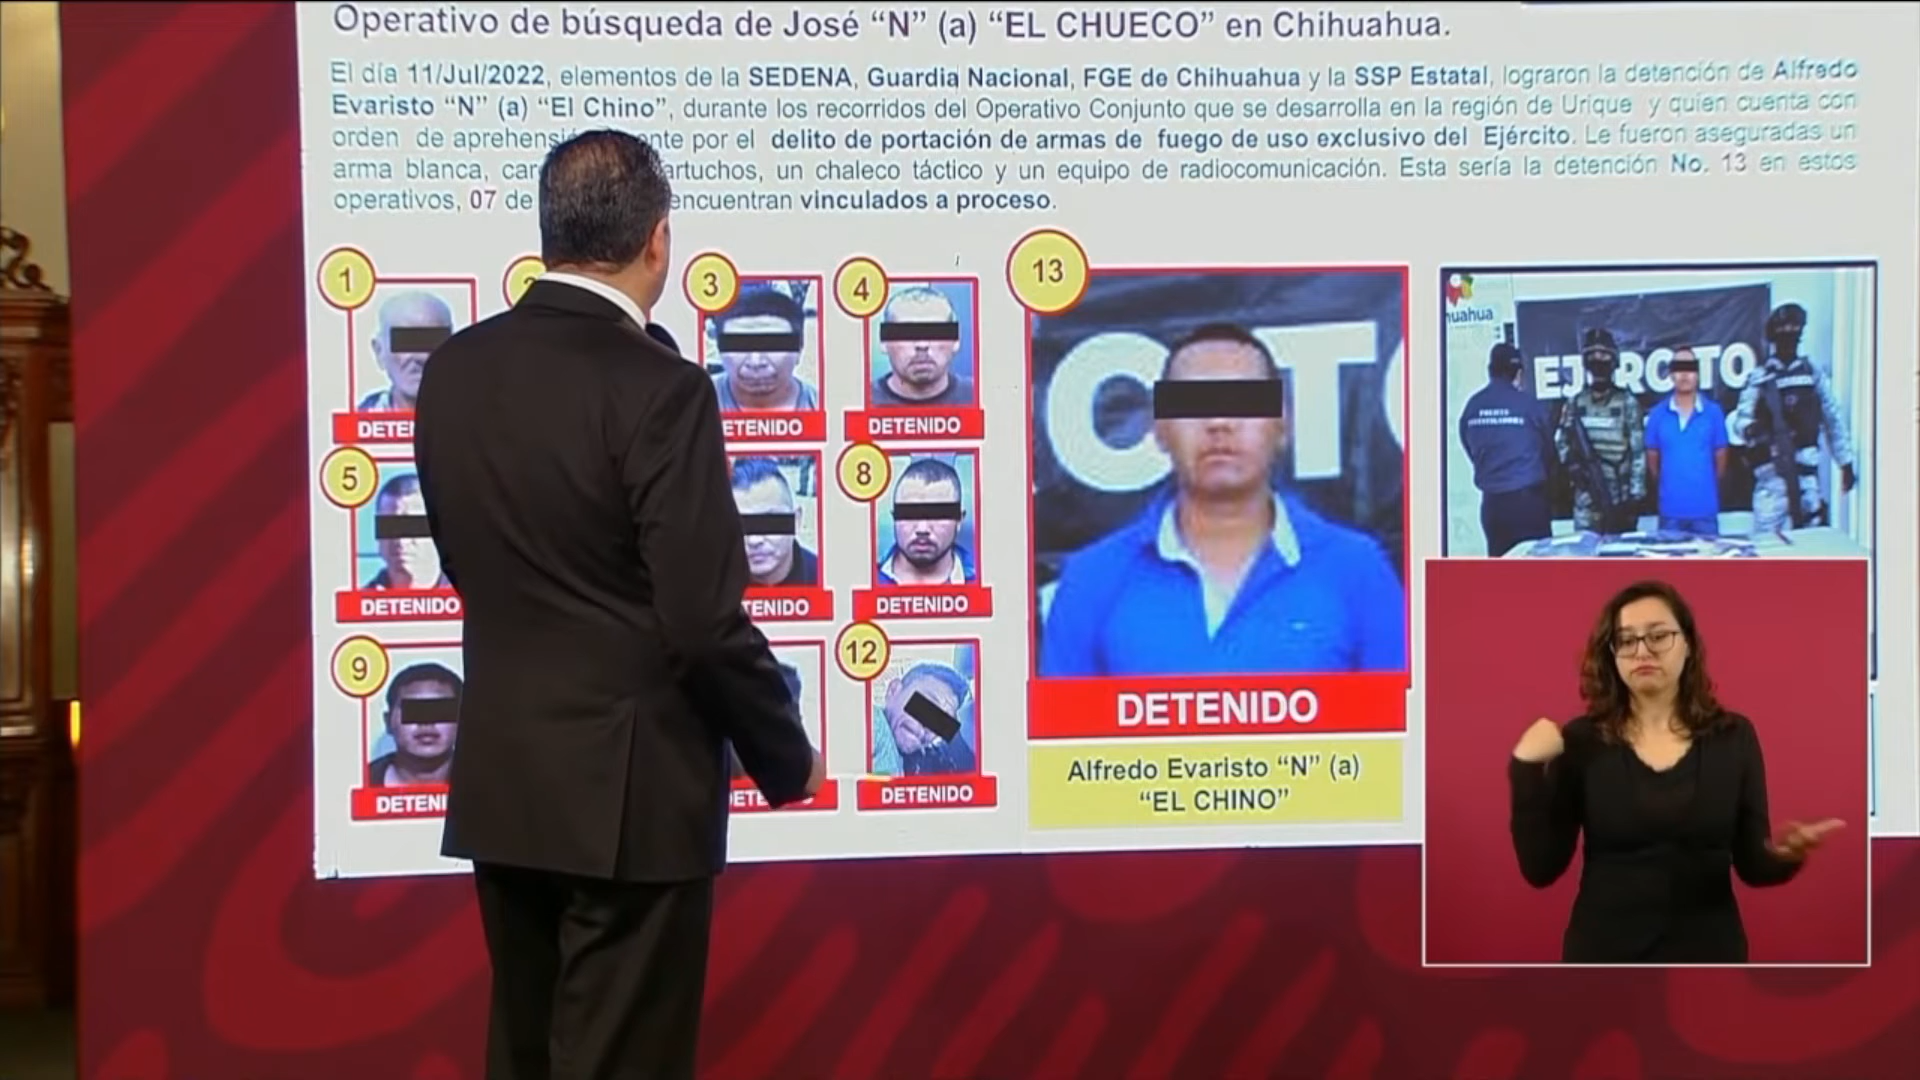 Operativo de búsqueda de José “N” (a) “EL CHUECO” en Chihuahua.
El día 11/Jul/2022, elementos de la SEDENA, Guardia Nacional, FGE de Chihuahua y la SSP Estatal, lograron la detención de Alfredo
Evaristo “N” (a) “El Chino”, durante los recorridos del Operativo Conjunto que se desarrolla en la región de Urique y quien cuenta con
orden de por el delito de portación de armas de fuego de uso exclusivo del Ejército. Le fueron aseguradas un
arma blanca, un chaleco táctico y un equipo de radiocomunicación. Esta sería la detención No. 13 en estos
operativos, 07 de encuentran vinculados a proceso.
1
3
4
13
DETENIDO
5
8
DETENIDO
DETENIDO
9
12
DETENIDO
DETENIDO
Alfredo Evaristo “N” (a)
“EL CHINO”